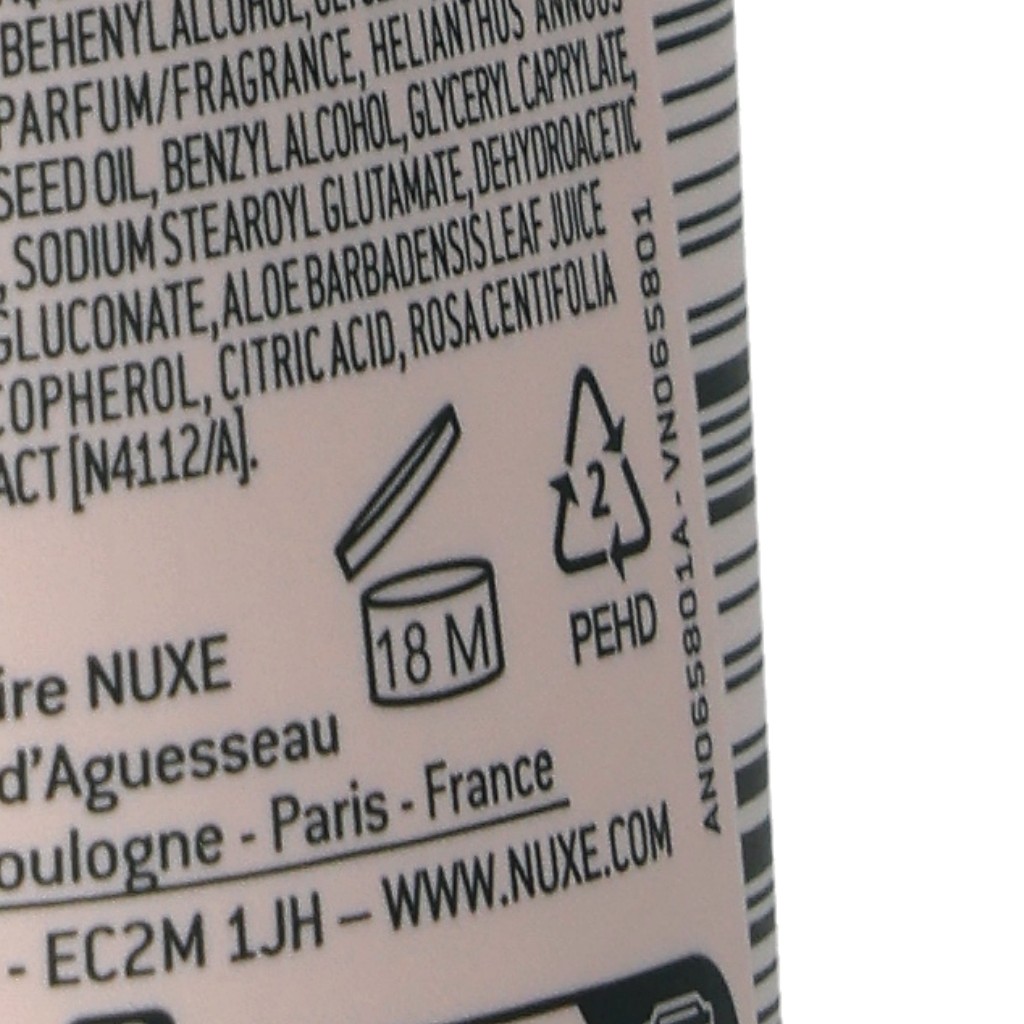 BEHENYL ALCOHOL,
PARFUM/FRAGRANCE, HELIANTHUS ANNUUS
SEED OIL, BENZYL ALCOHOL, GLYCERYL CAPRYLATE,
, SODIUM STEAROYL GLUTAMATE, DEHYDROACETIC
GLUCONATE, ALOE BARBADENSIS LEAF JUICE
COPHEROL, CITRIC ACID, ROSA CENTIFOLIA
ACT [N4112/A].
18 M
2
PEHD
AN065801A - VN065801
ire NUXE
d'Aguesseau
oulogne - Paris - France
- EC2M 1JH – WWW.NUXE.COM